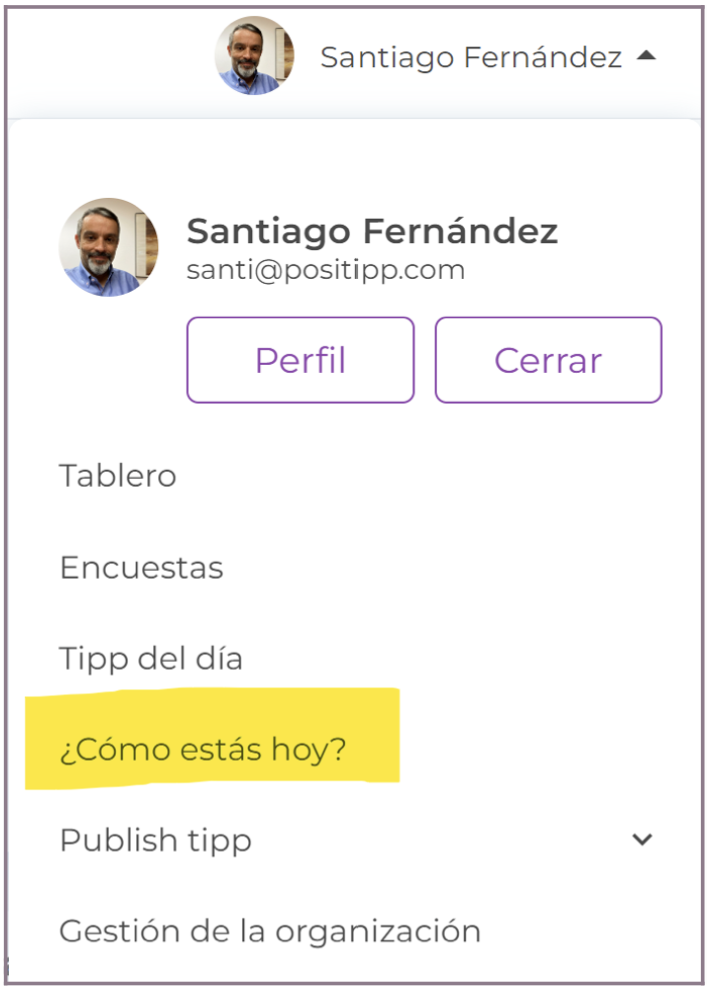 Santiago Fernández
Santiago Fernández
santi@positipp.com
Perfil Cerrar
Tablero
Encuestas
Tipp del día
¿Cómo estás hoy?
Publish tipp
Gestión de la organización